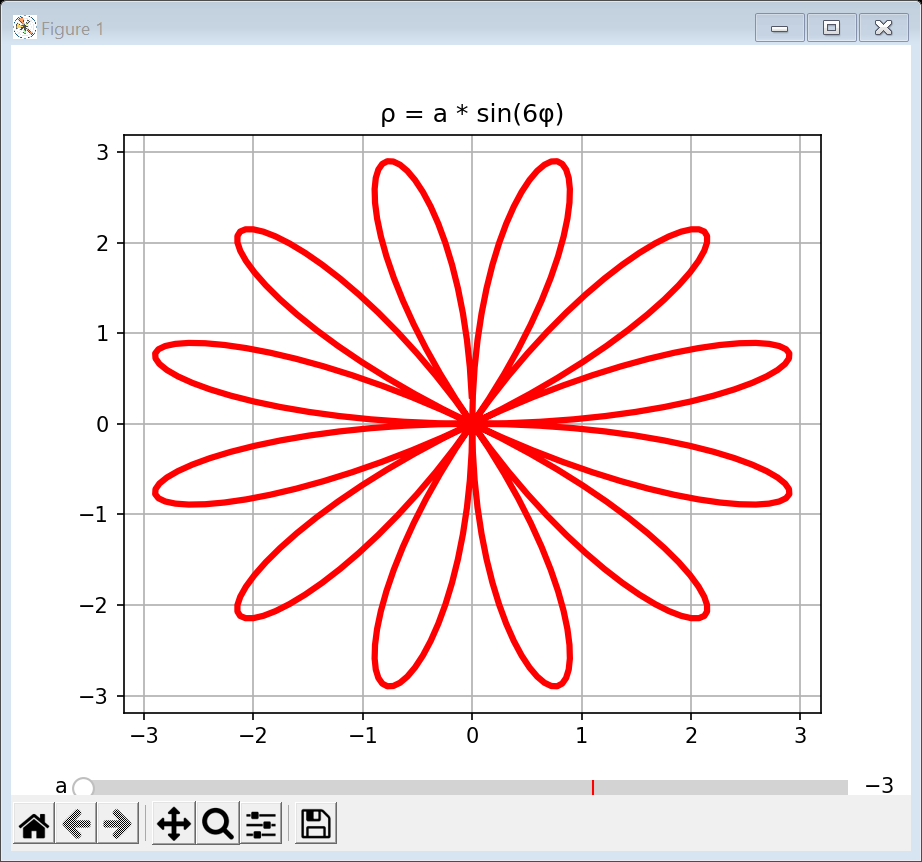 Figure 1
ρ = a * sin(6φ)
3
2
1
0
−1
−2
−3
−3 −2 −1 0 1 2 3
a −3